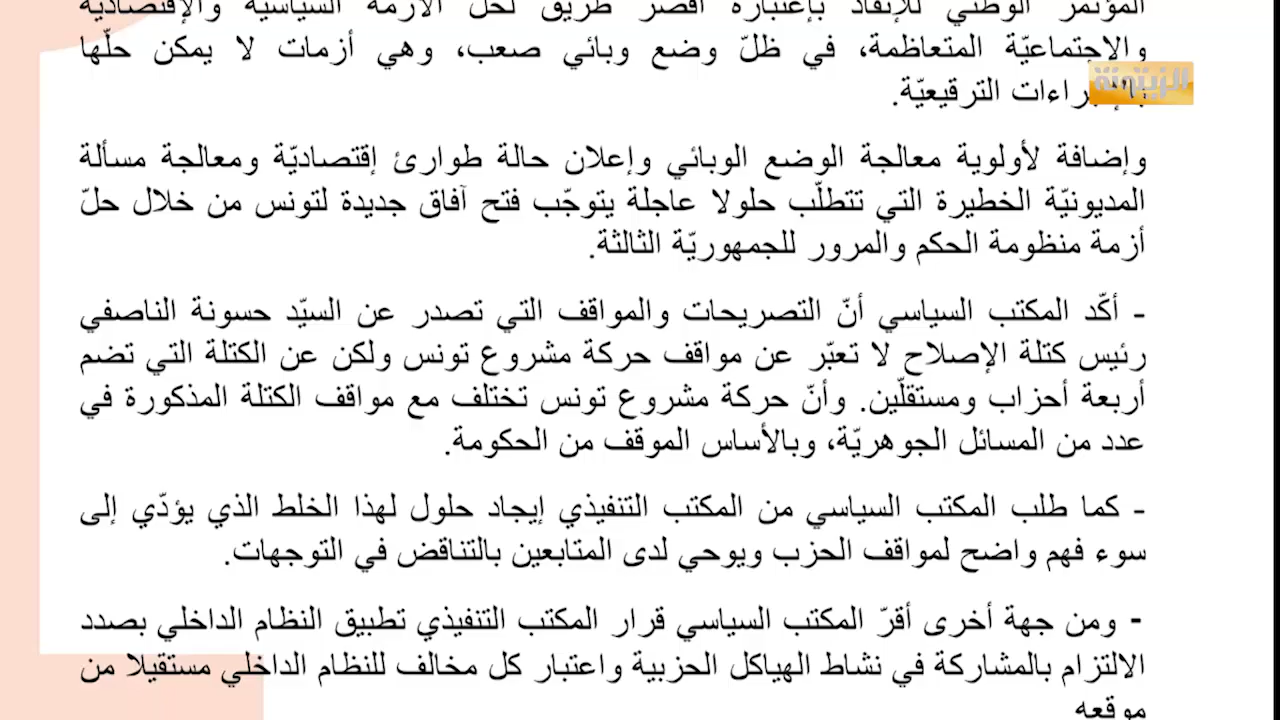 المؤتمر الوطني للإنقاذ بإعتباره أقصر طريق لحلّ الأزمة السياسية والإقتصاديّة
والاجتماعيّة المتعاظمة، في ظلّ وضع وبائي صعب، وهي أزمات لا يمكن حلّها
الترقيعيّة.
الزيتونة
وإضافة لأولوية معالجة الوضع الوبائي وإعلان حالة طوارئ إقتصاديّة ومعالجة مسألة
المديونيّة الخطيرة التي تتطلّب حلولا عاجلة يتوجّب فتح آفاق جديدة لتونس من خلال حلّ
أزمة منظومة الحكم والمرور للجمهوريّة الثالثة.
- أكّد المكتب السياسي أنّ التصريحات والمواقف التي تصدر عن السيّد حسونة الناصفي
رئيس كتلة الإصلاح لا تعبّر عن مواقف حركة مشروع تونس ولكن عن الكتلة التي تضم
أربعة أحزاب ومستقلّين. وأنّ حركة مشروع تونس تختلف مع مواقف الكتلة المذكورة في
عدد من المسائل الجوهريّة، وبالأساس الموقف من الحكومة.
- كما طلب المكتب السياسي من المكتب التنفيذي إيجاد حلول لهذا الخلط الذي يؤدّي إلى
سوء فهم واضح لمواقف الحزب ويوحي لدى المتابعين بالتناقض في التوجهات.
- ومن جهة أخرى أقرّ المكتب السياسي قرار المكتب التنفيذي تطبيق النظام الداخلي بصدد
الالتزام بالمشاركة في نشاط الهياكل الحزبية واعتبار كل مخالف للنظام الداخلي مستقيلا من
موقعه